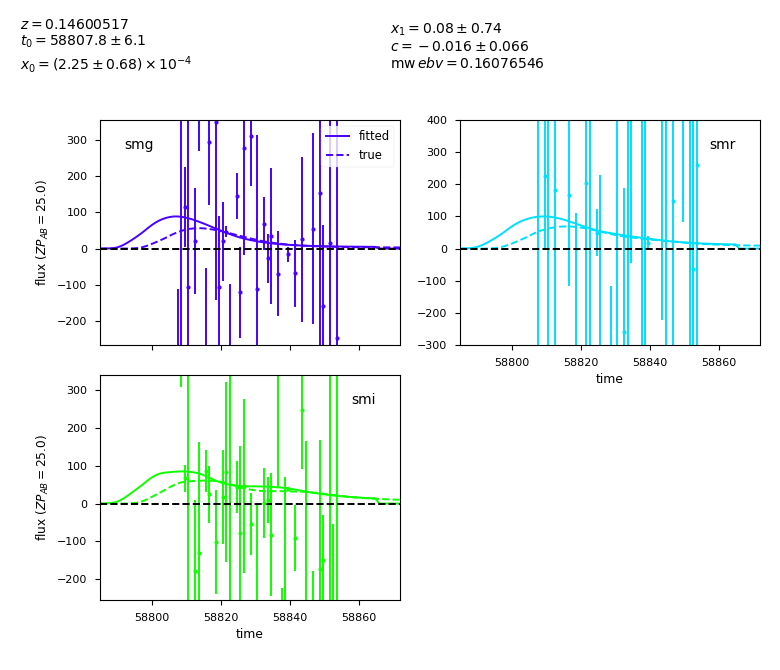 z = 0.14600517
t₀ = 58807.8 ± 6.1
x₀ = (2.25 ± 0.68) × 10⁻⁴
x₁ = 0.08 ± 0.74
c = −0.016 ± 0.066
mw ebv = 0.16076546
smg
fitted
true
flux (ZP_AB = 25.0)
300
200
100
0
−100
−200
smr
400
300
200
100
0
−100
−200
−300
58800 58820 58840 58860
time
smi
flux (ZP_AB = 25.0)
300
200
100
0
−100
−200
58800 58820 58840 58860
time